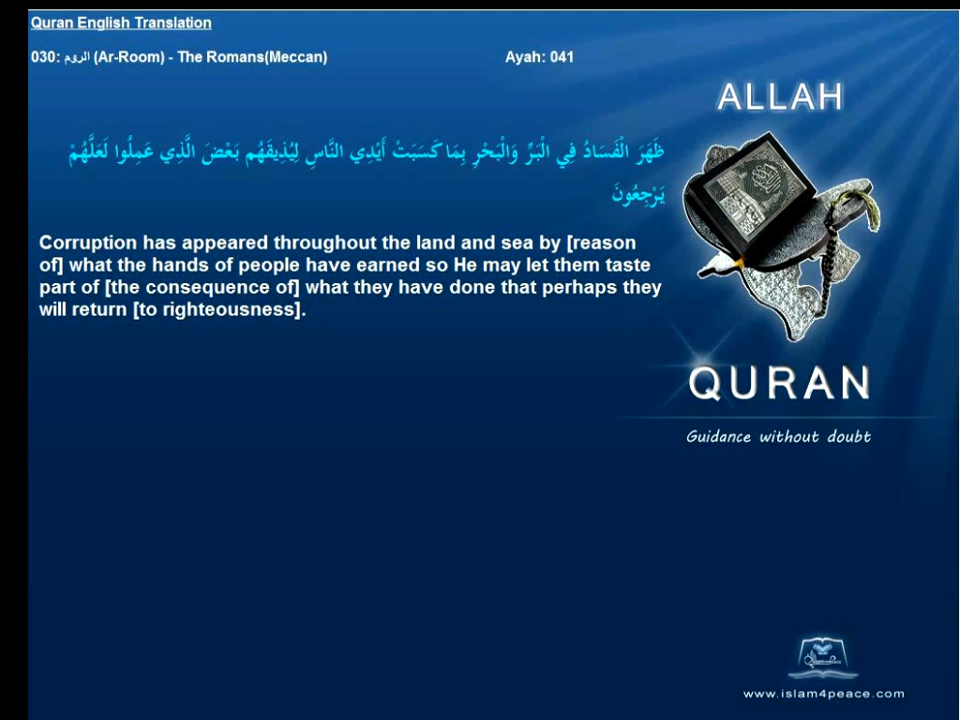 Quran English Translation
030: الروم (Ar-Room) - The Romans(Meccan) Ayah: 041
ALLAH
ظَهَرَ الْفَسَادُ فِي الْبَرِّ وَالْبَحْرِ بِمَا كَسَبَتْ أَيْدِي النَّاسِ لِيُذِيقَهُم بَعْضَ الَّذِي عَمِلُوا لَعَلَّهُمْ
يَرْجِعُونَ
Corruption has appeared throughout the land and sea by [reason
of] what the hands of people have earned so He may let them taste
part of [the consequence of] what they have done that perhaps they
will return [to righteousness].
QURAN
Guidance without doubt
www.islam4peace.com